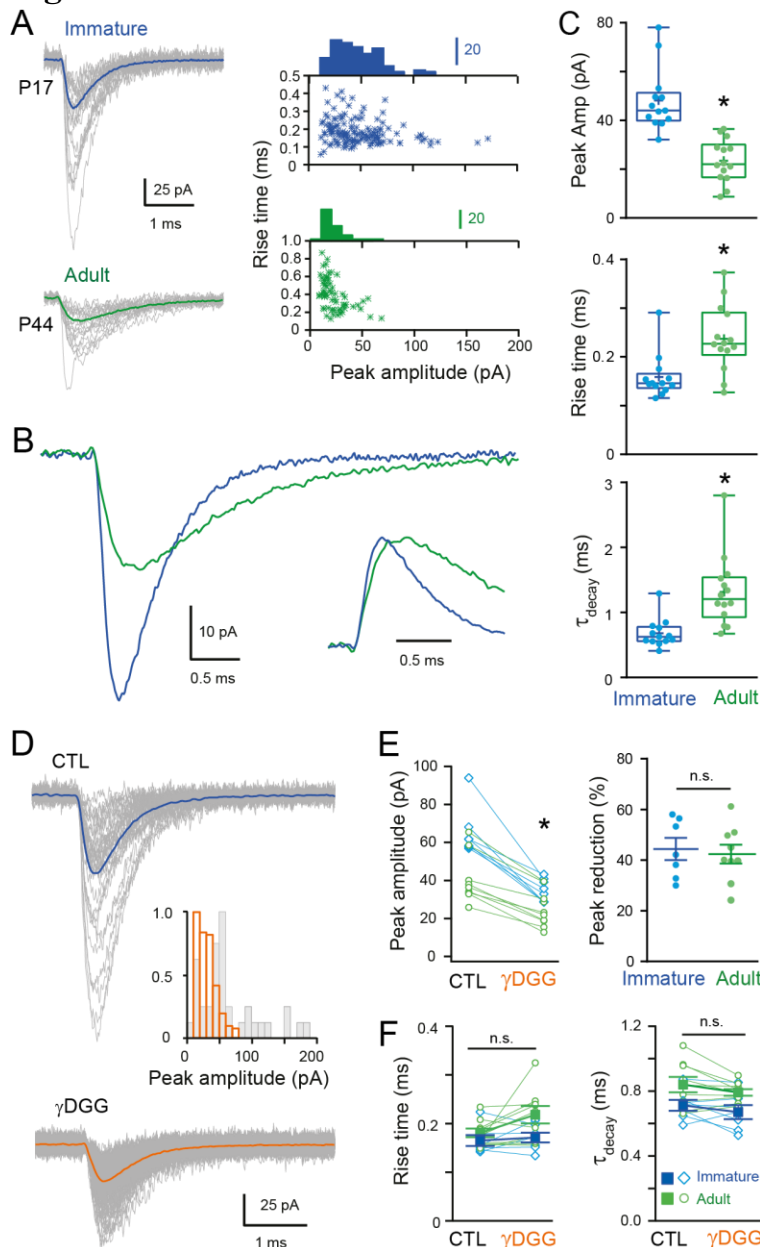 A
Immature
P17
25 pA
1 ms
Adult
P44
20
0.5
0.4
0.3
0.2
0.1
0
20
1.0
0.8
0.6
0.4
0.2
0
Rise time (ms)
0 50 100 150 200
Peak amplitude (pA)
B
10 pA
0.5 ms
0.5 ms
C
80
40
0
Peak Amp (pA)
*
0.4
0.2
0
Rise time (ms)
*
3
2
1
0
τdecay (ms)
*
Immature Adult
D
CTL
1.0
0.5
0
0 100 200
Peak amplitude (pA)
γDGG
25 pA
1 ms
E
100
80
60
40
20
0
Peak amplitude (pA)
*
CTL γDGG
80
60
40
20
0
Peak reduction (%)
n.s.
Immature Adult
F
0.4
0.2
0
Rise time (ms)
n.s.
CTL γDGG
1.2
0.8
0.4
0.0
τdecay (ms)
n.s.
Immature
Adult
CTL γDGG